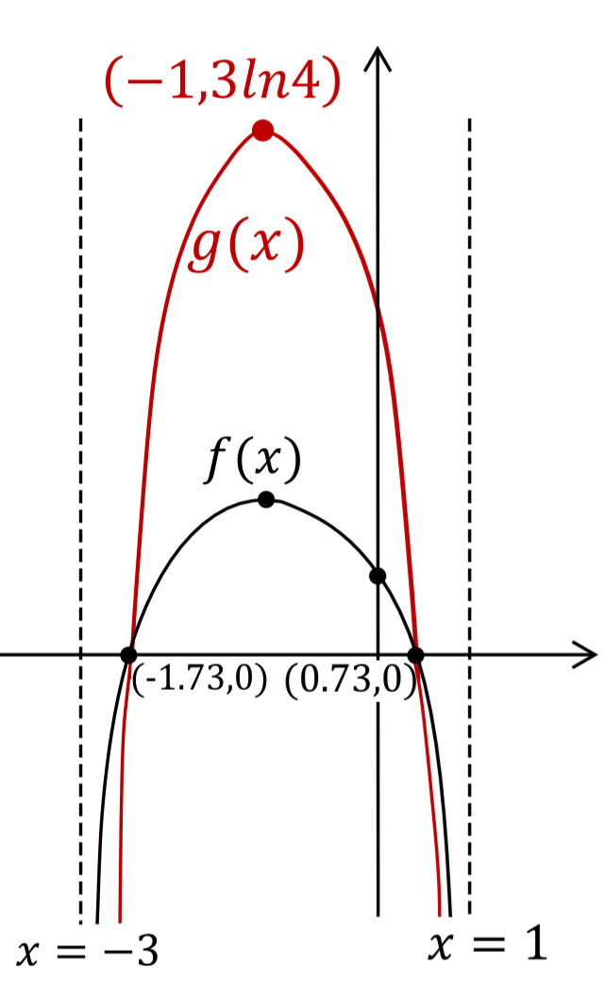 (−1,3ln4)
g(x)
f(x)
(-1.73,0) (0.73,0)
x = −3
x = 1